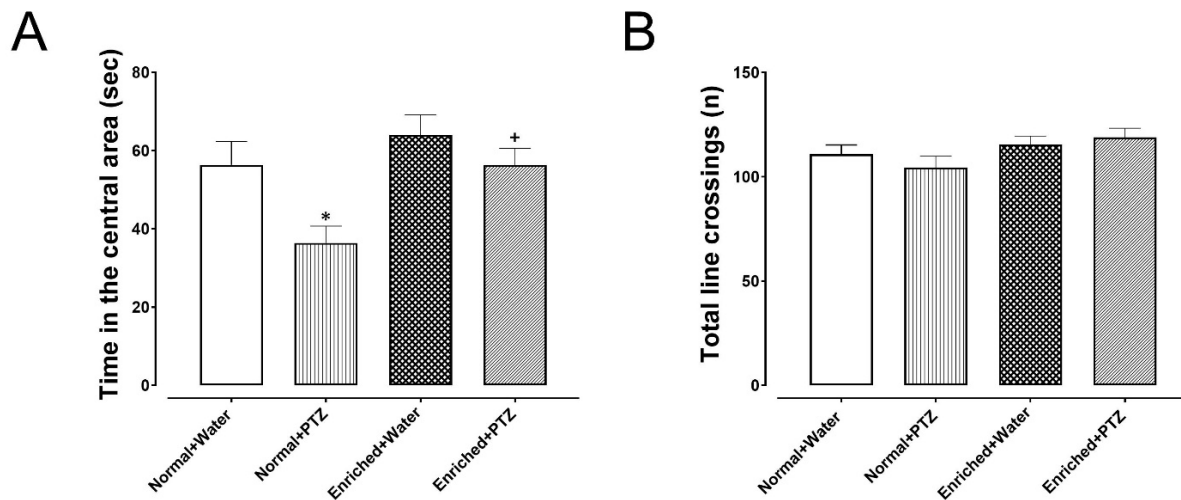 A
Time in the central area (sec)
80
60
40
20
0
*
+
Normal+Water
Normal+PTZ
Enriched+Water
Enriched+PTZ
B
Total line crossings (n)
150
100
50
0
Normal+Water
Normal+PTZ
Enriched+Water
Enriched+PTZ